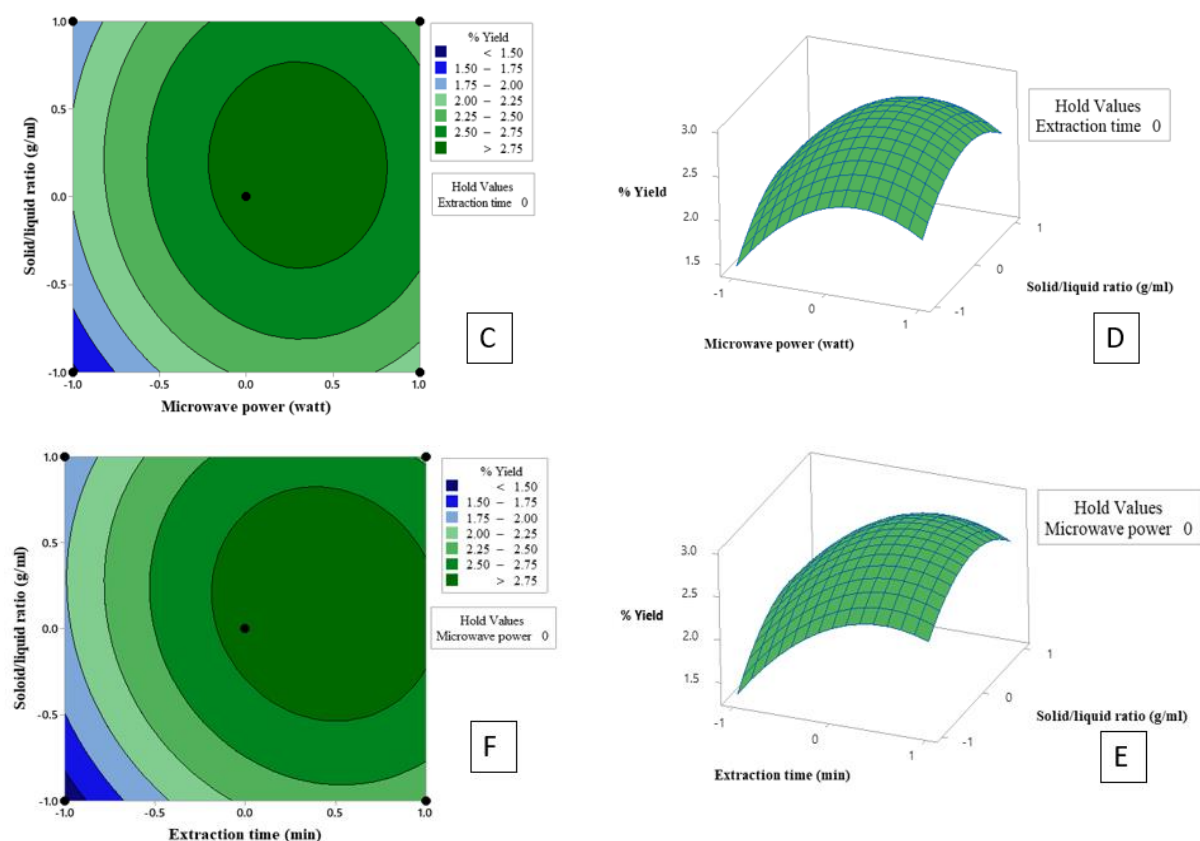 % Yield
< 1.50
1.50 – 1.75
1.75 – 2.00
2.00 – 2.25
2.25 – 2.50
2.50 – 2.75
> 2.75
Hold Values
Extraction time 0
1.0
0.5
0.0
-0.5
-1.0
Solid/liquid ratio (g/ml)
-1.0 -0.5 0.0 0.5 1.0
Microwave power (watt)
C
Hold Values
Extraction time 0
3.0
2.5
2.0
1.5
% Yield
-1 0 1
Microwave power (watt)
-1 0 1
Solid/liquid ratio (g/ml)
D
% Yield
< 1.50
1.50 – 1.75
1.75 – 2.00
2.00 – 2.25
2.25 – 2.50
2.50 – 2.75
> 2.75
Hold Values
Microwave power 0
1.0
0.5
0.0
-0.5
-1.0
Soloid/liquid ratio (g/ml)
-1.0 -0.5 0.0 0.5 1.0
Extraction time (min)
F
Hold Values
Microwave power 0
3.0
2.5
2.0
1.5
% Yield
-1 0 1
Extraction time (min)
-1 0 1
Solid/liquid ratio (g/ml)
E